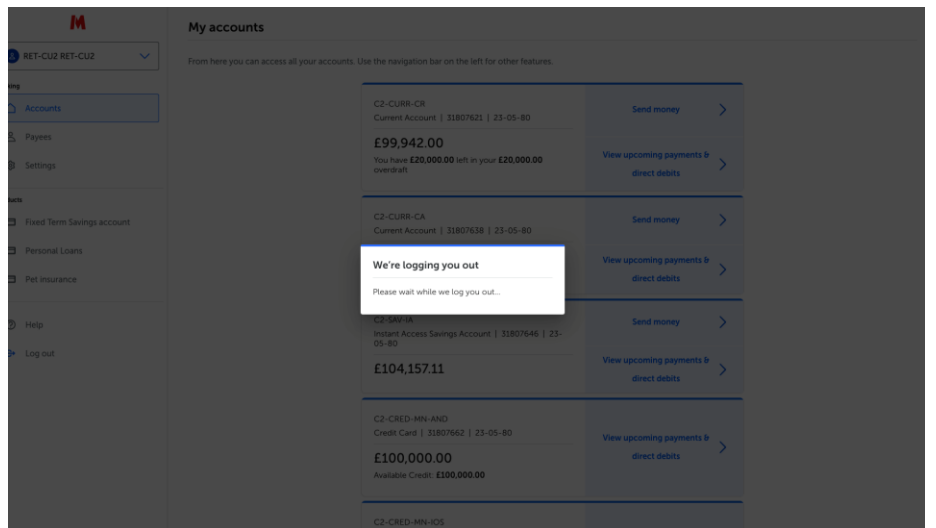 M
My accounts
RET-CU2 RET-CU2
From here you can access all your accounts. Use the navigation bar on the left for other features.
Accounts
Payees
Settings
Fixed Term Savings account
Personal Loans
Pet insurance
Help
Log out
C2-CURR-CR
Current Account | 31807621 | 23-05-80
£99,942.00
You have £20,000.00 left in your £20,000.00
overdraft
Send money
View upcoming payments &
direct debits
C2-CURR-CA
Current Account | 31807638 | 23-05-80
Send money
View upcoming payments &
direct debits
We're logging you out
Please wait while we log you out...
C2-SAV-IA
Instant Access Savings Account | 31807646 | 23-
05-80
£104,157.11
Send money
View upcoming payments &
direct debits
C2-CRED-MN-AND
Credit Card | 31807662 | 23-05-80
£100,000.00
Available Credit: £100,000.00
View upcoming payments &
direct debits
C2-CRED-MN-IOS